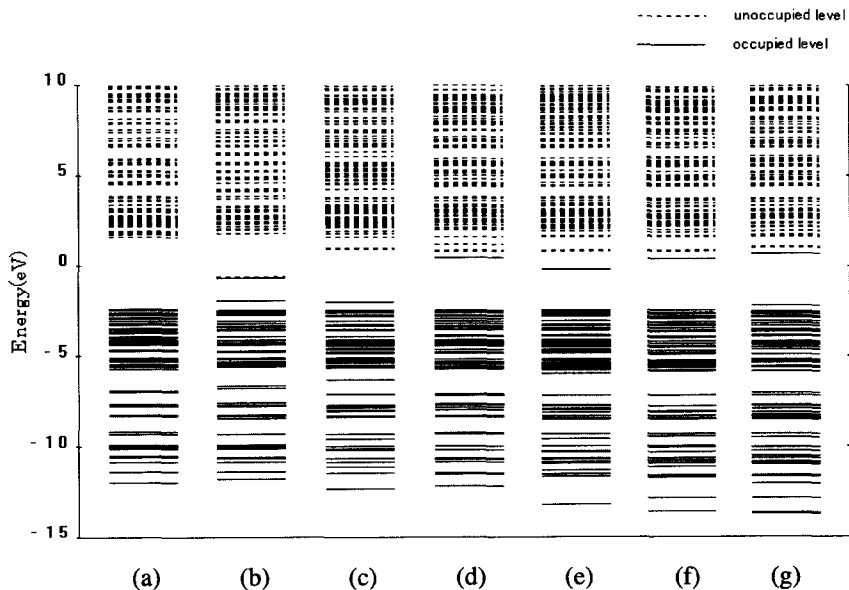 unoccupied level
occupied level
10
5
0
-5
-10
-15
Energy(eV)
(a) (b) (c) (d) (e) (f) (g)